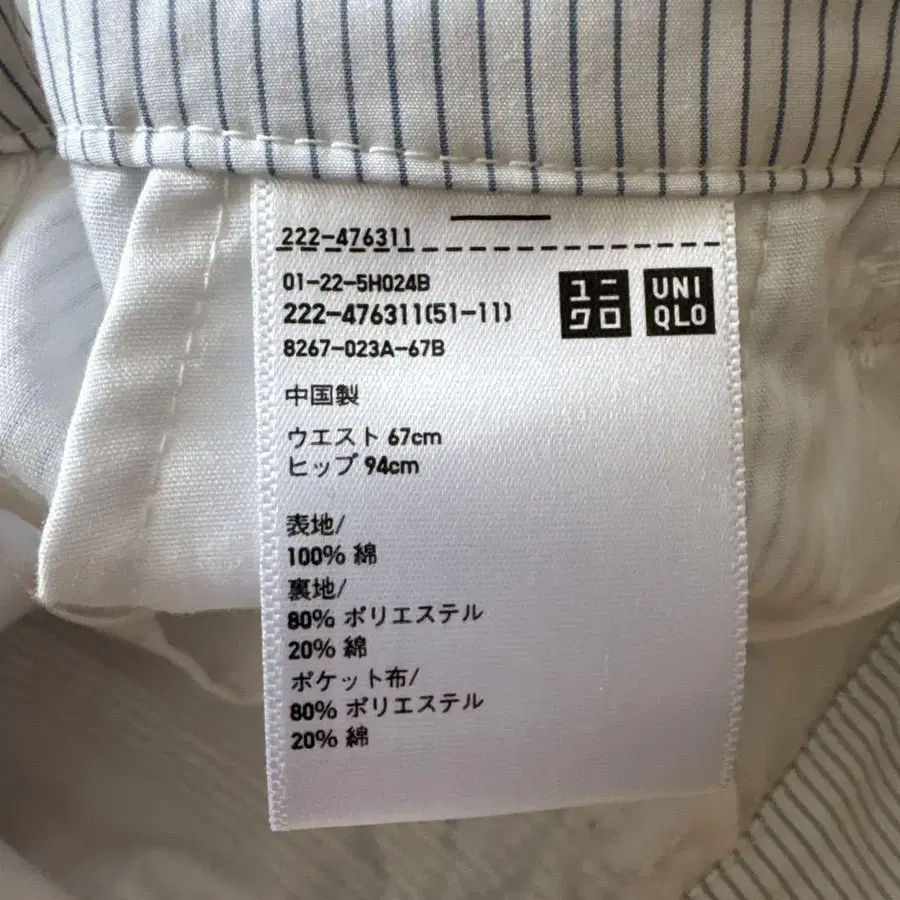 222-476311
01-22-5H024B
222-476311(51-11)
8267-023A-67B
ユニ
クロ
UNI
QLO
中国製
ウエスト 67cm
ヒップ 94cm
表地/
100% 綿
裏地/
80% ポリエステル
20% 綿
ポケット布/
80% ポリエステル
20% 綿